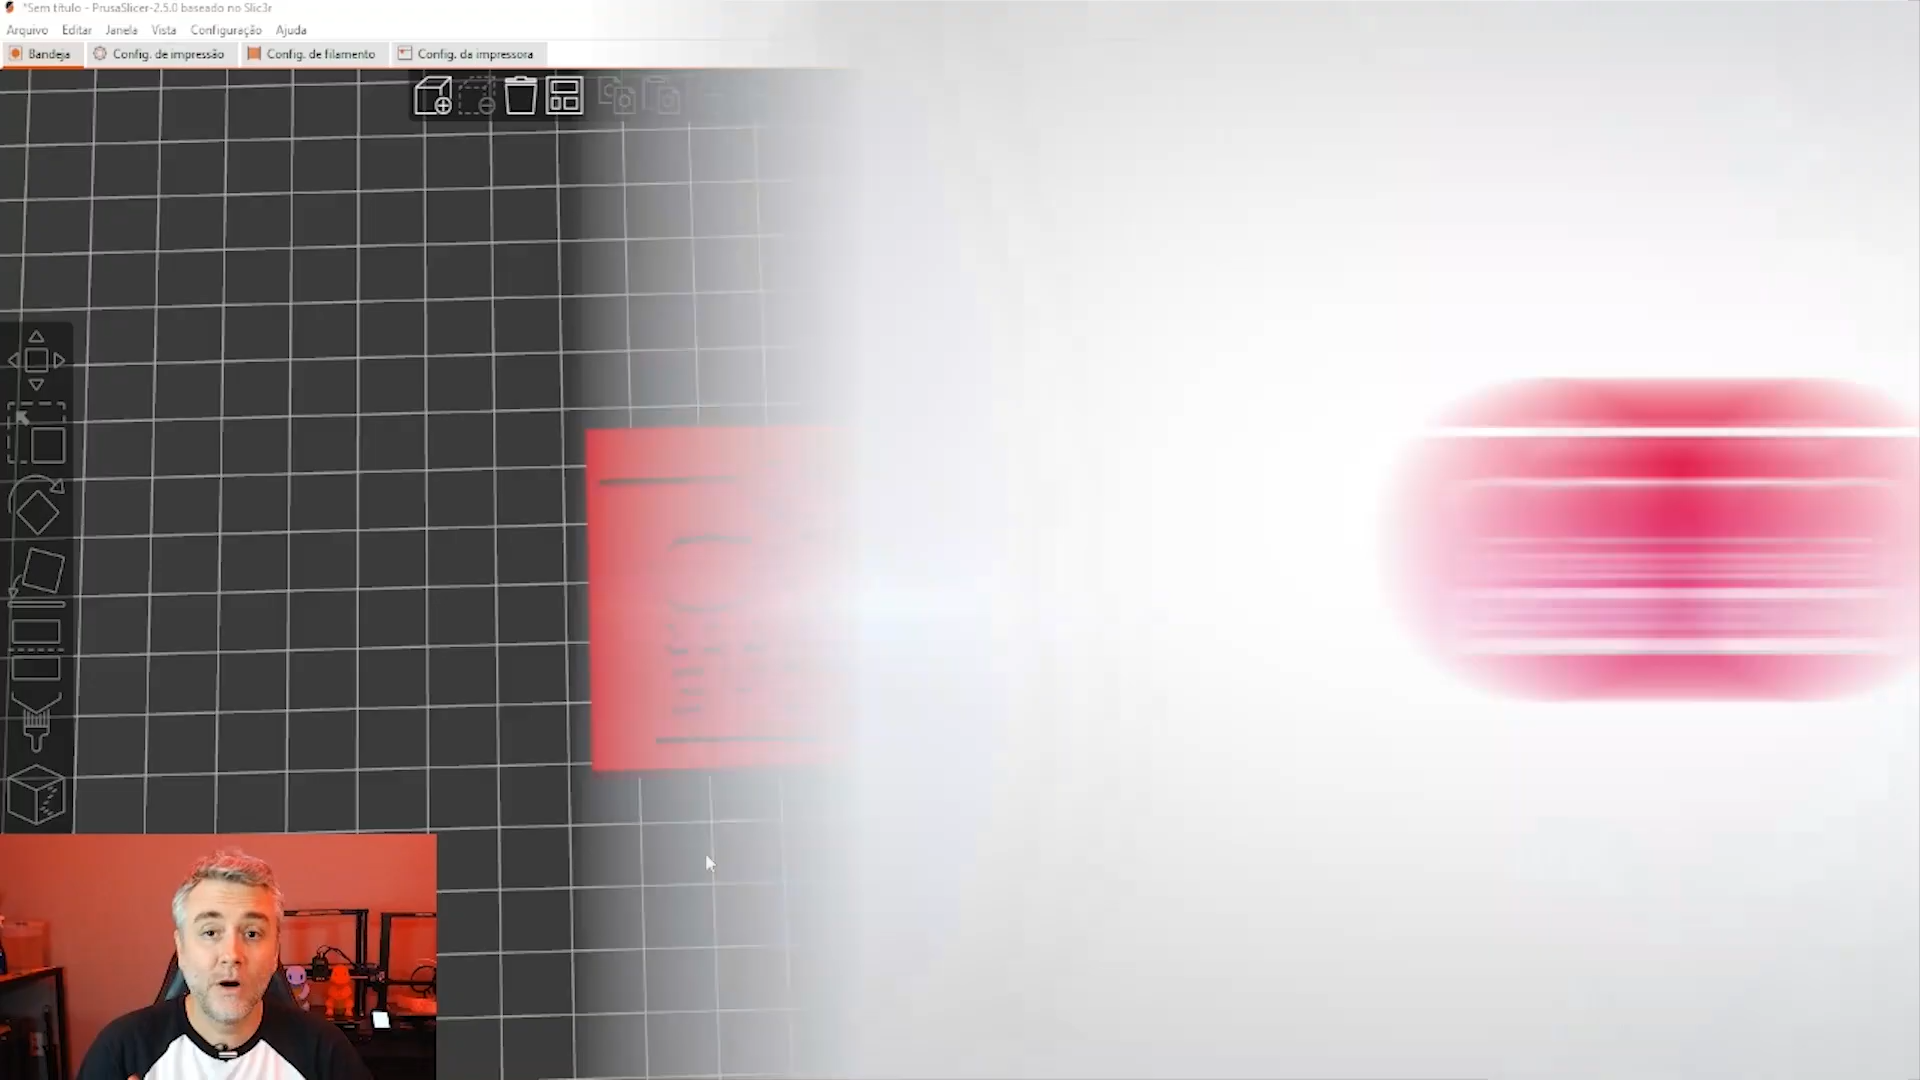 *Sem título - PrusaSlicer-2.5.0 baseado no Slic3r
Arquivo Editar Janela Vista Configuração Ajuda
Bandeja Config. de impressão Config. de filamento Config. da impressora